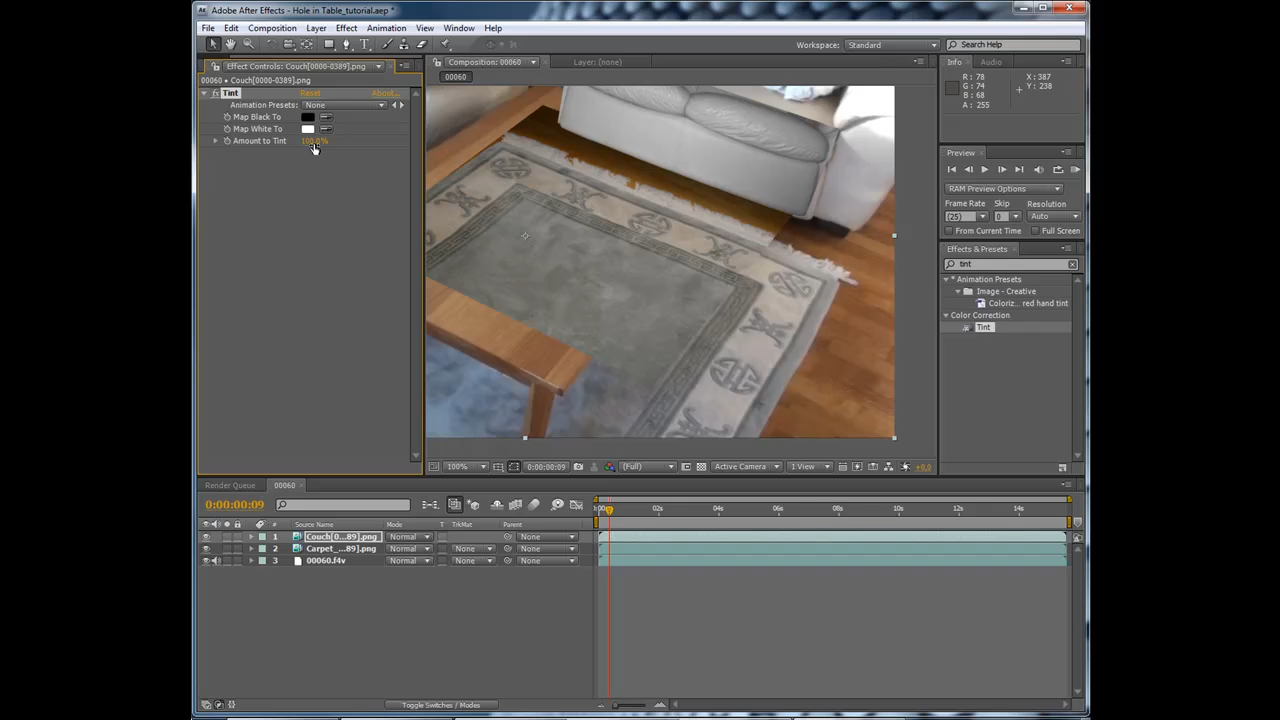 Adobe After Effects - Hole in Table_tutorial.aep *
File Edit Composition Layer Effect Animation View Window Help
Workspace: Standard Search Help
Effect Controls: Couch[0000-0389].png
00060 • Couch[0000-0389].png
Tint Reset About...
Animation Presets: None
Map Black To
Map White To
Amount to Tint 100.0%
Composition: 00060 Layer: (none)
00060
100% 0:00:00:09 (Full) Active Camera 1 View +0.0
Info Audio
R: 78 X: 387
G: 74 Y: 238
B: 68
A: 255
Preview
RAM Preview Options
Frame Rate Skip Resolution
(25) 0 Auto
From Current Time Full Screen
Effects & Presets
tint
* Animation Presets
Image - Creative
Coloriz... red hand tint
Color Correction
Tint
Render Queue 00060
0:00:00:09
02s 04s 06s 08s 10s 12s 14s
# Source Name Mode T TrkMat Parent
1 Couch[0...89].png Normal None
2 Carpet_...89].png Normal None None
3 00060.f4v Normal None None
Toggle Switches / Modes